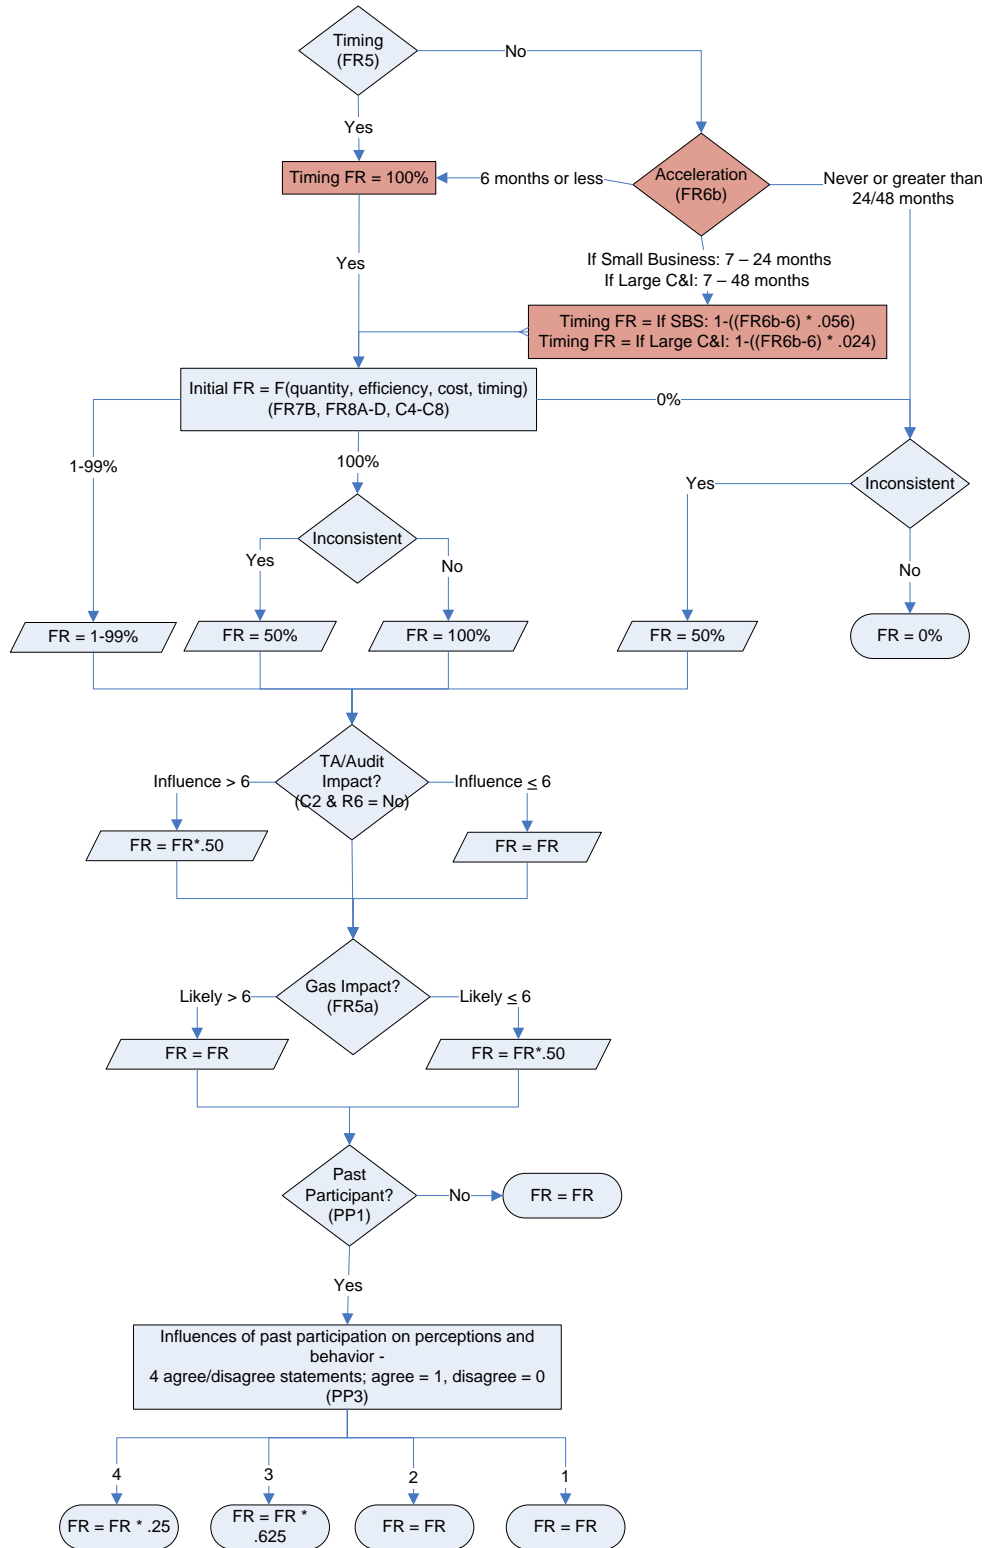 Timing
(FR5)
No
Yes
Timing FR = 100%
6 months or less
Acceleration
(FR6b)
Never or greater than
24/48 months
Yes
If Small Business: 7 – 24 months
If Large C&I: 7 – 48 months
Timing FR = If SBS: 1-((FR6b-6) * .056)
Timing FR = If Large C&I: 1-((FR6b-6) * .024)
Initial FR = F(quantity, efficiency, cost, timing)
(FR7B, FR8A-D, C4-C8)
0%
1-99%
100%
Inconsistent
Yes
No
Inconsistent
Yes
No
FR = 1-99%
FR = 50%
FR = 100%
FR = 50%
FR = 0%
TA/Audit
Impact?
(C2 & R6 = No)
Influence > 6
Influence ≤ 6
FR = FR*.50
FR = FR
Gas Impact?
(FR5a)
Likely > 6
Likely ≤ 6
FR = FR
FR = FR*.50
Past
Participant?
(PP1)
No
FR = FR
Yes
Influences of past participation on perceptions and
behavior -
4 agree/disagree statements; agree = 1, disagree = 0
(PP3)
4
3
2
1
FR = FR * .25
FR = FR *
.625
FR = FR
FR = FR